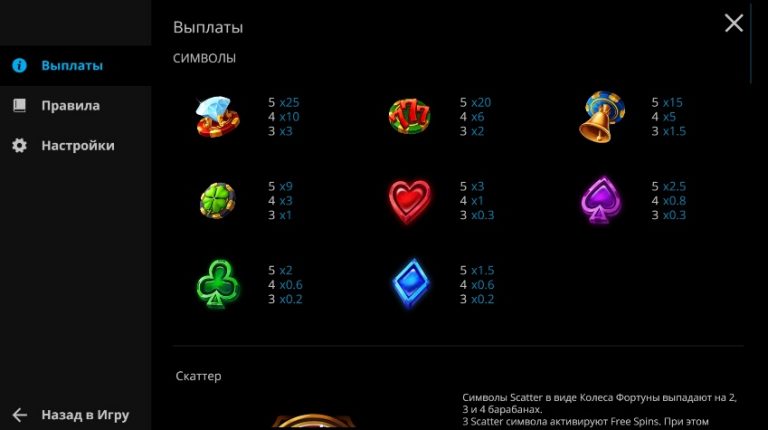 Выплаты
СИМВОЛЫ
Выплаты
Правила
Настройки
5 x25
4 x10
3 x3
777
5 x20
4 x6
3 x2
5 x15
4 x5
3 x1.5
5 x9
4 x3
3 x1
5 x3
4 x1
3 x0.3
5 x2.5
4 x0.8
3 x0.3
5 x2
4 x0.6
3 x0.2
5 x1.5
4 x0.6
3 x0.2
Скаттер
Символы Scatter в виде Колеса Фортуны выпадают на 2,
3 и 4 барабанах.
3 Scatter символа активируют Free Spins. При этом
Назад в Игру